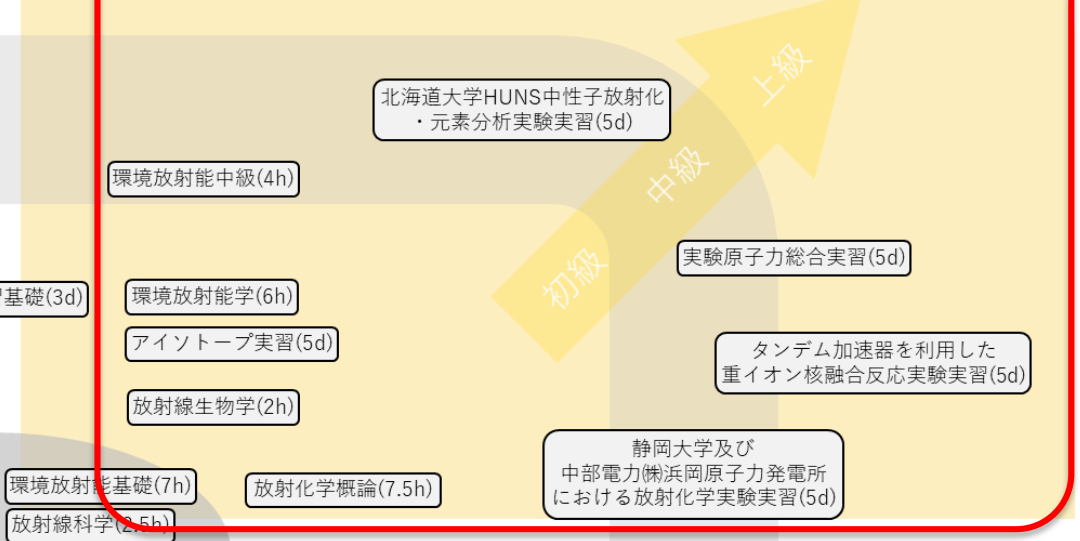 上級
北海道大学HUNS中性子放射化
・元素分析実験実習(5d)
中級
環境放射能中級(4h)
実験原子力総合実習(5d)
初級
基礎(3d)
環境放射能学(6h)
アイソトープ実習(5d)
タンデム加速器を利用した
重イオン核融合反応実験実習(5d)
放射線生物学(2h)
静岡大学及び
中部電力㈱浜岡原子力発電所
における放射化学実験実習(5d)
環境放射能基礎(7h)
放射化学概論(7.5h)
放射線科学(2.5h)